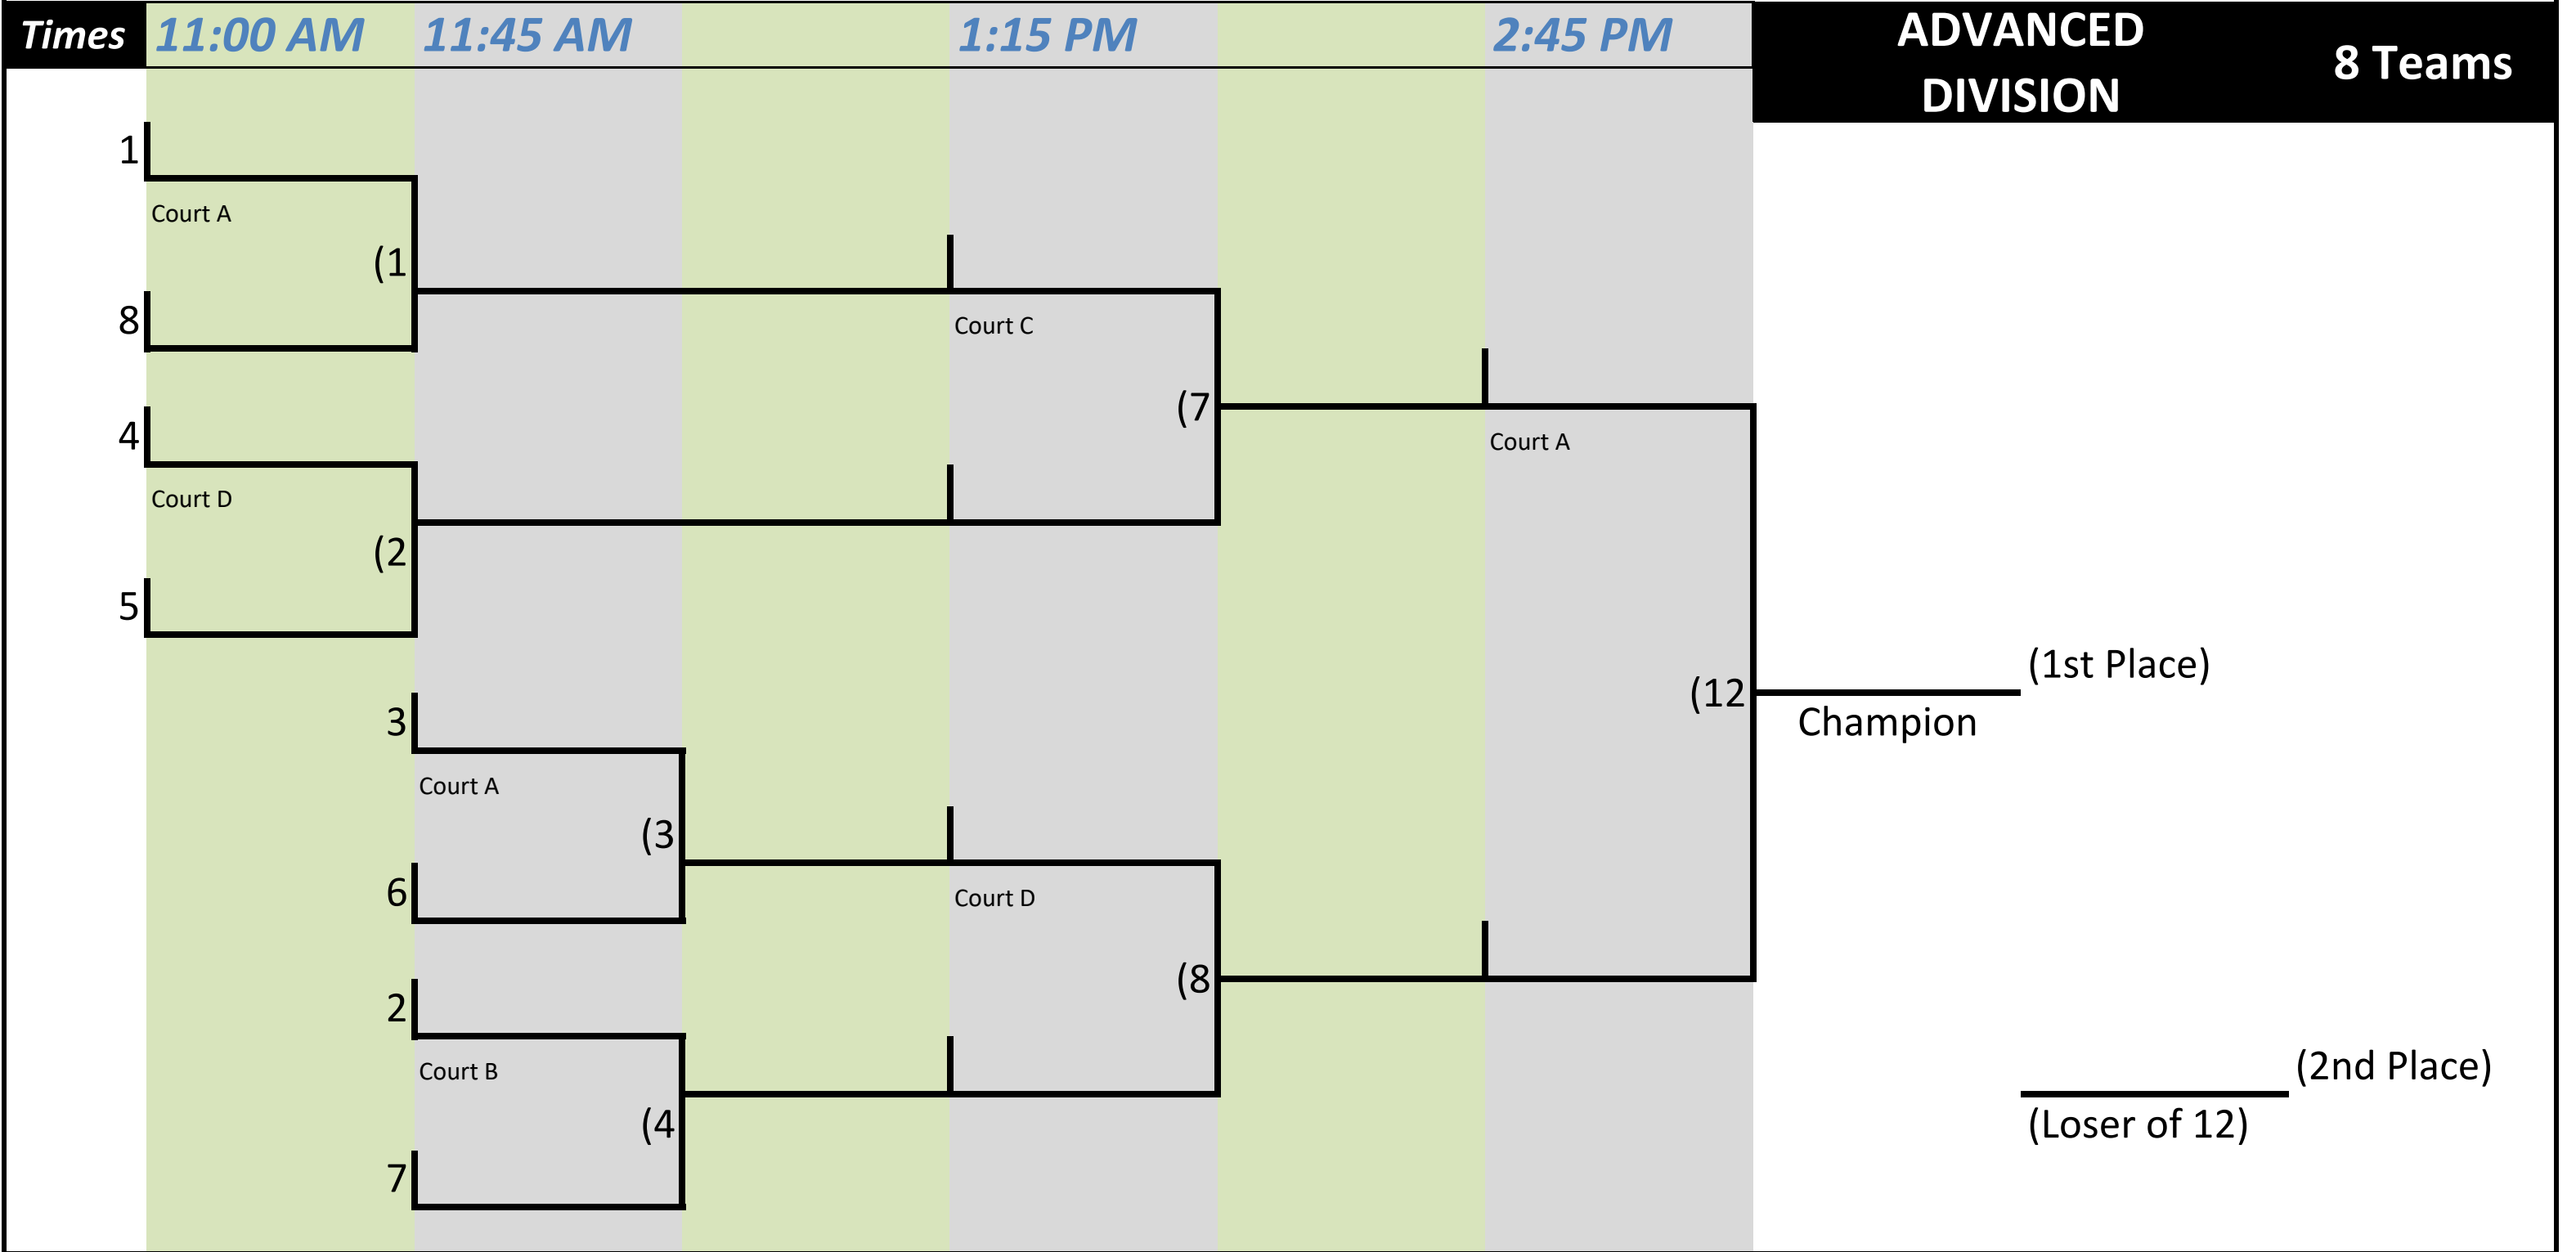 Times 11:00 AM 11:45 AM 1:15 PM 2:45 PM ADVANCED DIVISION 8 Teams
1
Court A
(1
8
Court C
4
(7
Court A
Court D
(2
5
(1st Place)
3
(12
Champion
Court A
(3
6
Court D
(8
2
Court B
(2nd Place)
(4
(Loser of 12)
7